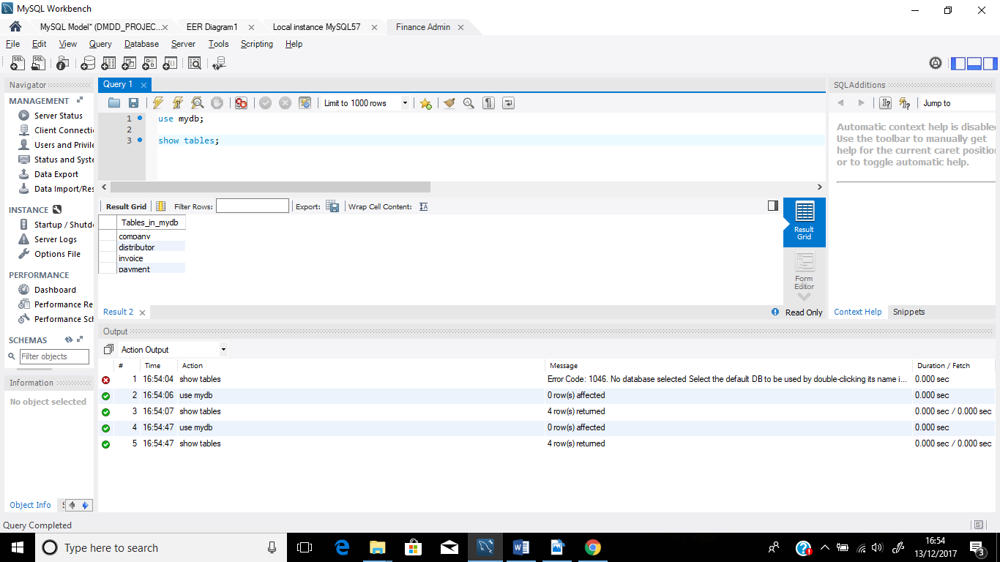 MySQL Workbench
MySQL Model* (DMDD_PROJEC... EER Diagram1 Local instance MySQL57 Finance Admin
File Edit View Query Database Server Tools Scripting Help
Navigator
MANAGEMENT
Server Status
Client Connecti
Users and Privile
Status and Syste
Data Export
Data Import/Res
INSTANCE
Startup / Shutd
Server Logs
Options File
PERFORMANCE
Dashboard
Performance Re
Performance Sch
SCHEMAS
Filter objects
Information
No object selected
Object Info
Query 1
Limit to 1000 rows
1 use mydb;
2
3 show tables;
Result Grid Filter Rows: Export: Wrap Cell Content:
Tables_in_mydb
company
distributor
invoice
payment
Result Grid
Form Editor
Result 2
Read Only
SQLAdditions
Jump to
Automatic context help is disable
Use the toolbar to manually get
help for the current caret position
or to toggle automatic help.
Context Help Snippets
Output
Action Output
# Time Action Message Duration / Fetch
1 16:54:04 show tables Error Code: 1046. No database selected Select the default DB to be used by double-clicking its name i... 0.000 sec
2 16:54:06 use mydb 0 row(s) affected 0.000 sec
3 16:54:07 show tables 4 row(s) returned 0.000 sec / 0.000 sec
4 16:54:47 use mydb 0 row(s) affected 0.000 sec
5 16:54:47 show tables 4 row(s) returned 0.000 sec / 0.000 sec
Query Completed
Type here to search
16:54
13/12/2017
3